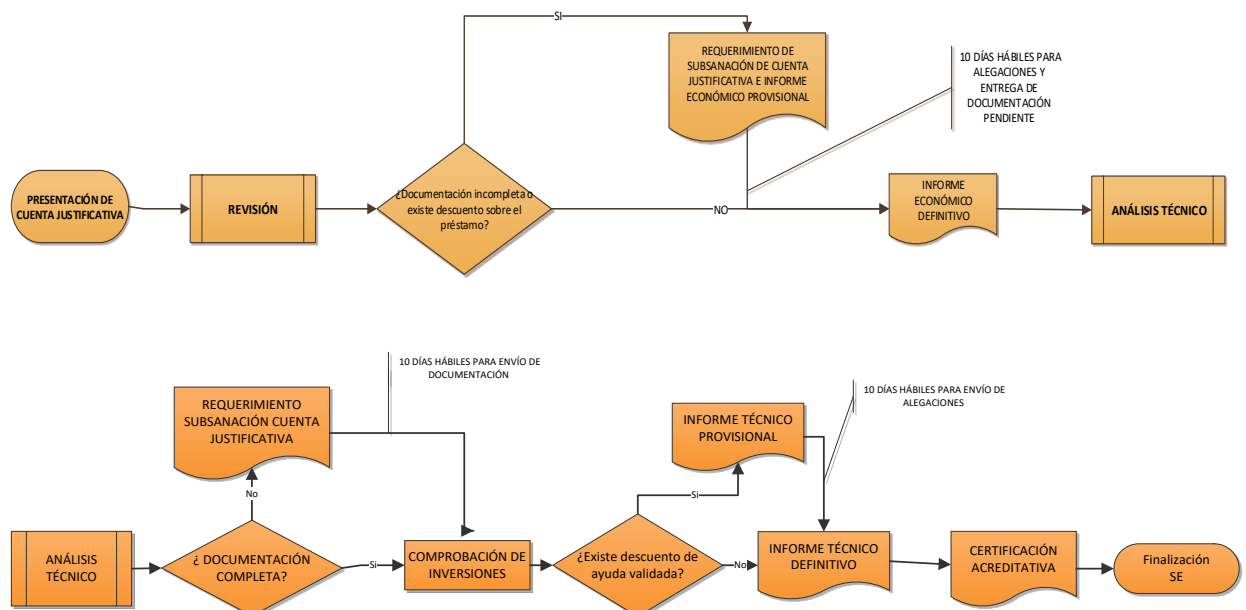 SI
REQUERIMIENTO DE
SUBSANACIÓN DE CUENTA
JUSTIFICATIVA E INFORME
ECONÓMICO PROVISIONAL
10 DÍAS HÁBILES PARA
ALEGACIONES Y
ENTREGA DE
DOCUMENTACIÓN
PENDIENTE
PRESENTACIÓN DE
CUENTA JUSTIFICATIVA
REVISIÓN
¿Documentación incompleta o
existe descuento sobre el
préstamo?
NO
INFORME
ECONÓMICO
DEFINITIVO
ANÁLISIS TÉCNICO
10 DÍAS HÁBILES PARA ENVÍO DE
DOCUMENTACIÓN
REQUERIMIENTO
SUBSANACIÓN CUENTA
JUSTIFICATIVA
INFORME TÉCNICO
PROVISIONAL
10 DÍAS HÁBILES PARA ENVÍO DE
ALEGACIONES
No
Si
ANÁLISIS
TÉCNICO
¿ DOCUMENTACIÓN
COMPLETA?
Si
COMPROBACIÓN DE
INVERSIONES
¿Existe descuento de
ayuda validada?
No
INFORME TÉCNICO
DEFINITIVO
CERTIFICACIÓN
ACREDITATIVA
Finalización
SE